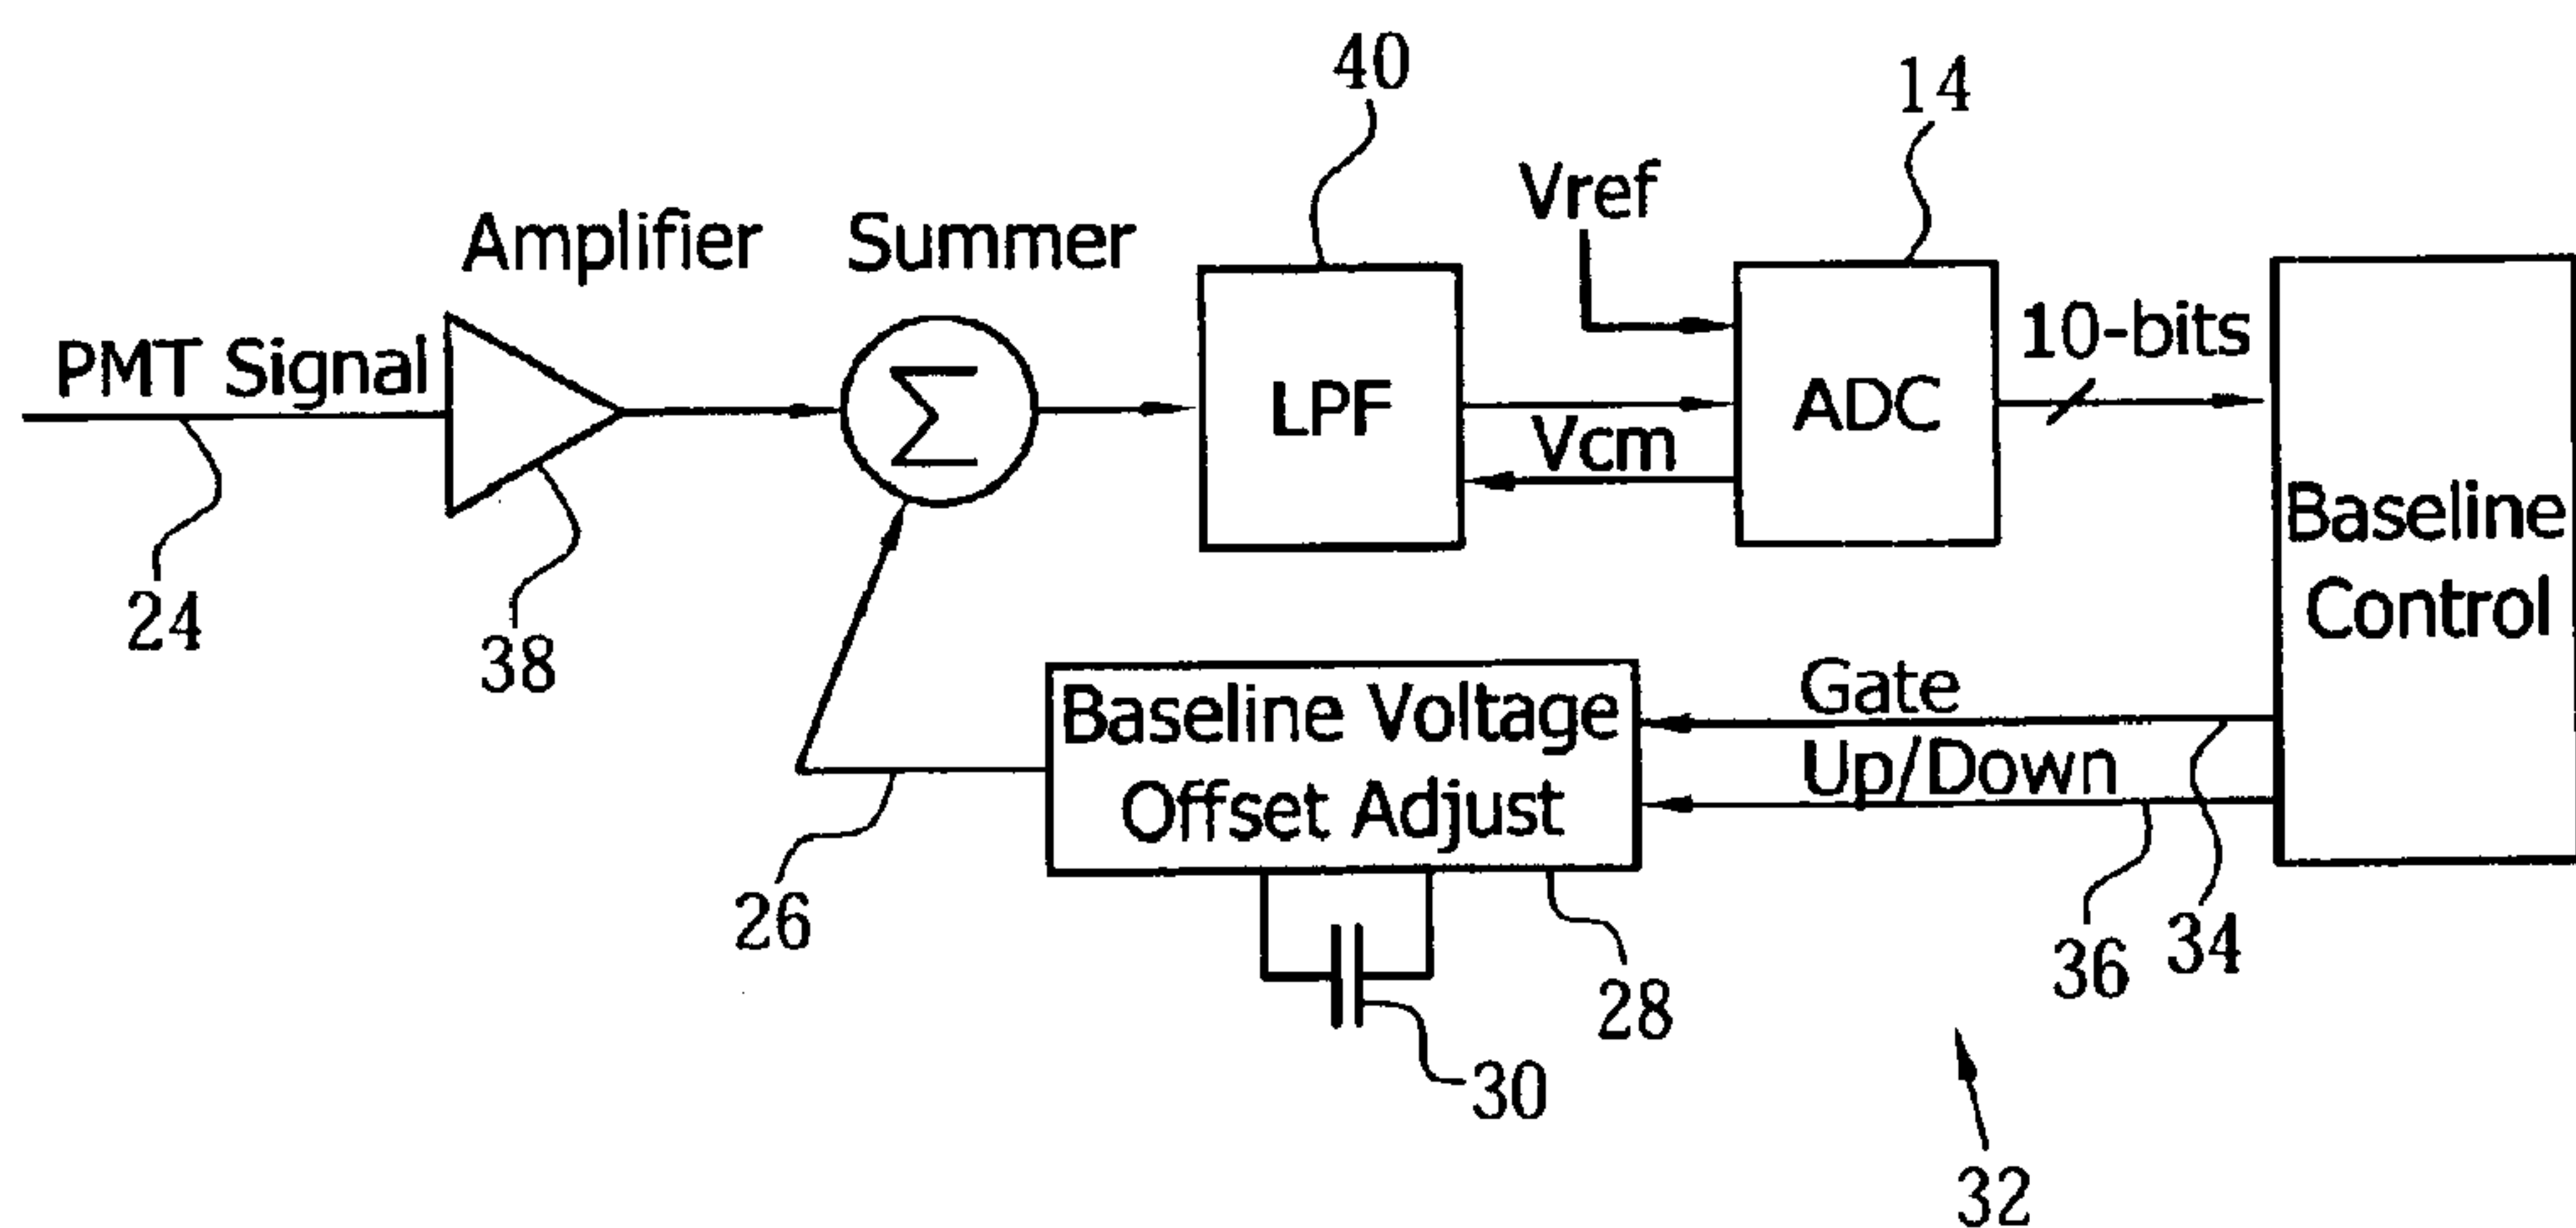 40
14
Vref
Amplifier
Summer
PMT Signal
Σ
LPF
ADC
10-bits
Vcm
Baseline
Control
24
38
Baseline Voltage
Offset Adjust
Gate
Up/Down
26
28
30
36
34
32